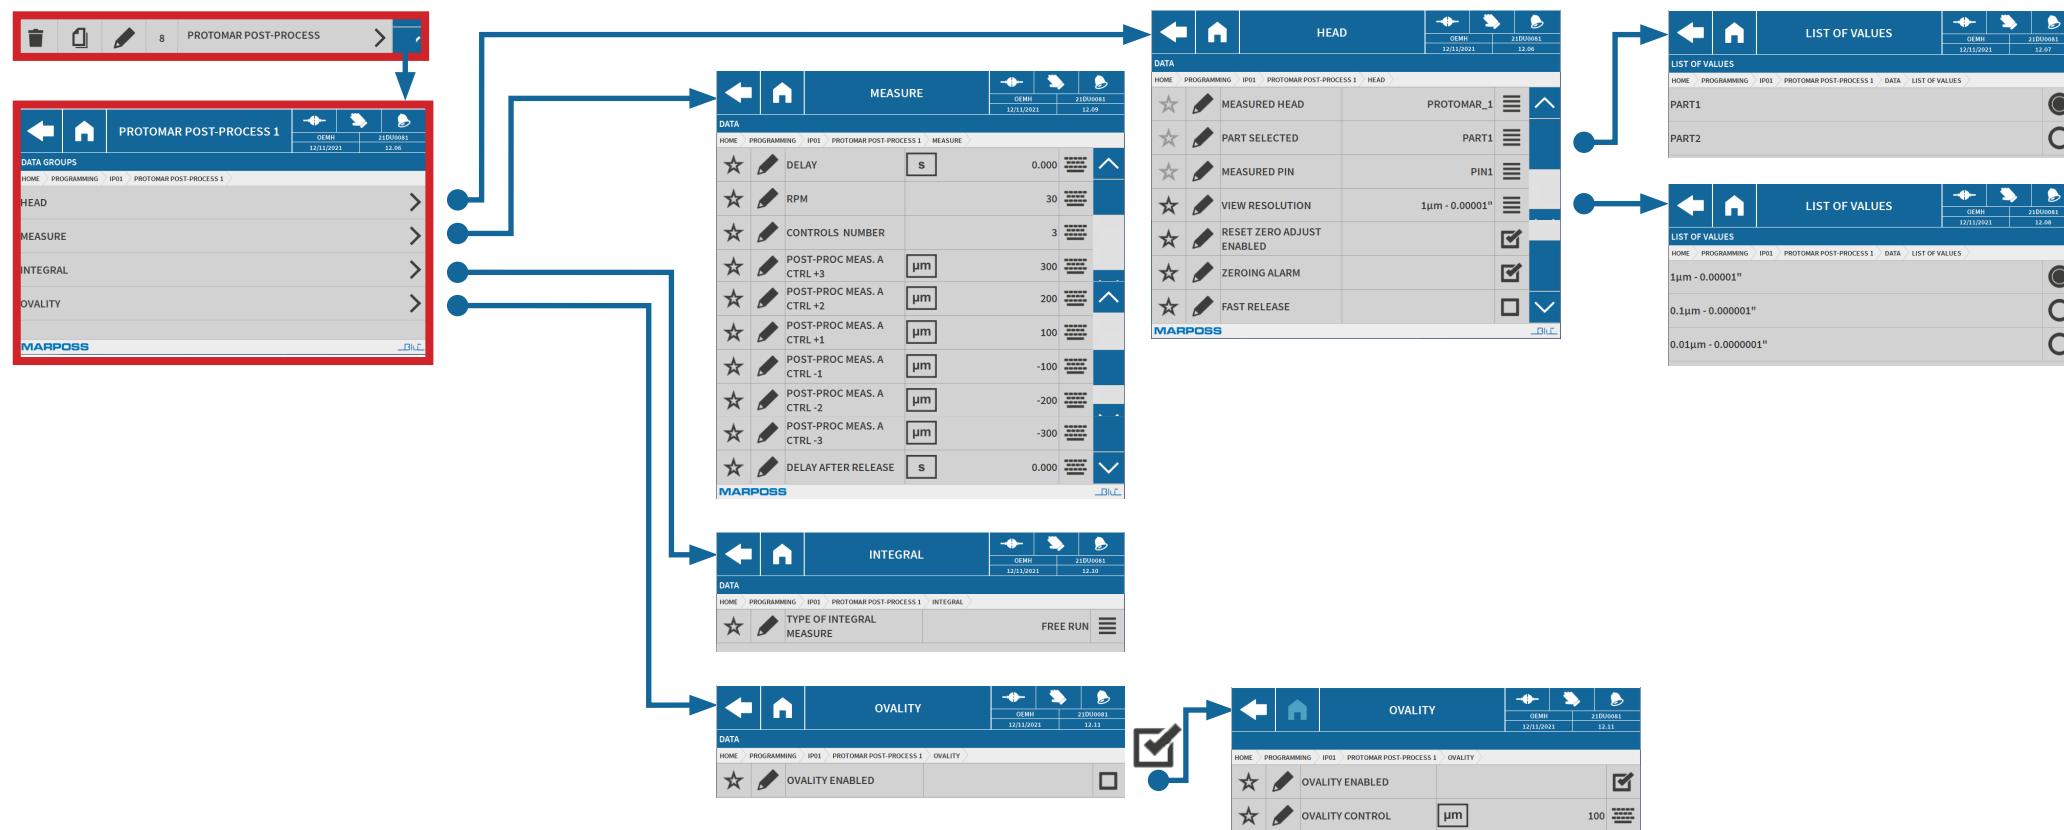 8 PROTOMAR POST-PROCESS
PROTOMAR POST-PROCESS 1
OEMH 21DU0081
12/11/2021 12.06
DATA GROUPS
HOME PROGRAMMING IP01 PROTOMAR POST-PROCESS 1
HEAD
MEASURE
INTEGRAL
OVALITY
MARPOSS Blú
MEASURE
OEMH 21DU0081
12/11/2021 12.09
DATA
HOME PROGRAMMING IP01 PROTOMAR POST-PROCESS 1 MEASURE
DELAY s 0.000
RPM 30
CONTROLS NUMBER 3
POST-PROC MEAS. A
CTRL +3 µm 300
POST-PROC MEAS. A
CTRL +2 µm 200
POST-PROC MEAS. A
CTRL +1 µm 100
POST-PROC MEAS. A
CTRL -1 µm -100
POST-PROC MEAS. A
CTRL -2 µm -200
POST-PROC MEAS. A
CTRL -3 µm -300
DELAY AFTER RELEASE s 0.000
MARPOSS Blú
INTEGRAL
OEMH 21DU0081
12/11/2021 12.10
DATA
HOME PROGRAMMING IP01 PROTOMAR POST-PROCESS 1 INTEGRAL
TYPE OF INTEGRAL
MEASURE FREE RUN
OVALITY
OEMH 21DU0081
12/11/2021 12.11
DATA
HOME PROGRAMMING IP01 PROTOMAR POST-PROCESS 1 OVALITY
OVALITY ENABLED
OVALITY
OEMH 21DU0081
12/11/2021 12.11
HOME PROGRAMMING IP01 PROTOMAR POST-PROCESS 1 OVALITY
OVALITY ENABLED
OVALITY CONTROL µm 100
HEAD
OEMH 21DU0081
12/11/2021 12.06
DATA
HOME PROGRAMMING IP01 PROTOMAR POST-PROCESS 1 HEAD
MEASURED HEAD PROTOMAR_1
PART SELECTED PART1
MEASURED PIN PIN1
VIEW RESOLUTION 1µm - 0.00001"
RESET ZERO ADJUST
ENABLED
ZEROING ALARM
FAST RELEASE
MARPOSS Blú
LIST OF VALUES
OEMH 21DU0081
12/11/2021 12.07
LIST OF VALUES
HOME PROGRAMMING IP01 PROTOMAR POST-PROCESS 1 DATA LIST OF VALUES
PART1
PART2
LIST OF VALUES
OEMH 21DU0081
12/11/2021 12.08
LIST OF VALUES
HOME PROGRAMMING IP01 PROTOMAR POST-PROCESS 1 DATA LIST OF VALUES
1µm - 0.00001"
0.1µm - 0.000001"
0.01µm - 0.0000001"